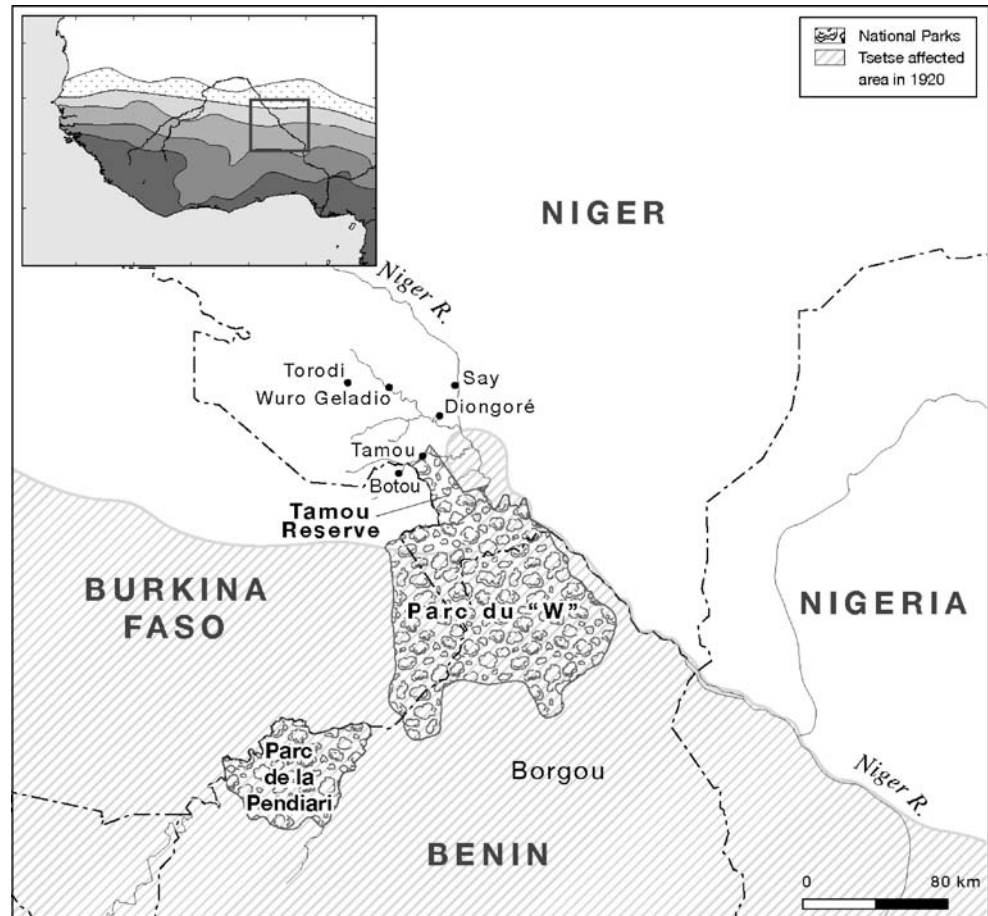 National Parks
Tsetse affected
area in 1920
NIGER
Niger R.
Torodi
Say
Wuro Geladio
Diongoré
Tamou
Botou
Tamou
Reserve
BURKINA
FASO
Parc du "W"
NIGERIA
Parc
de la
Pendiari
Borgou
Niger R.
BENIN
0 80 km